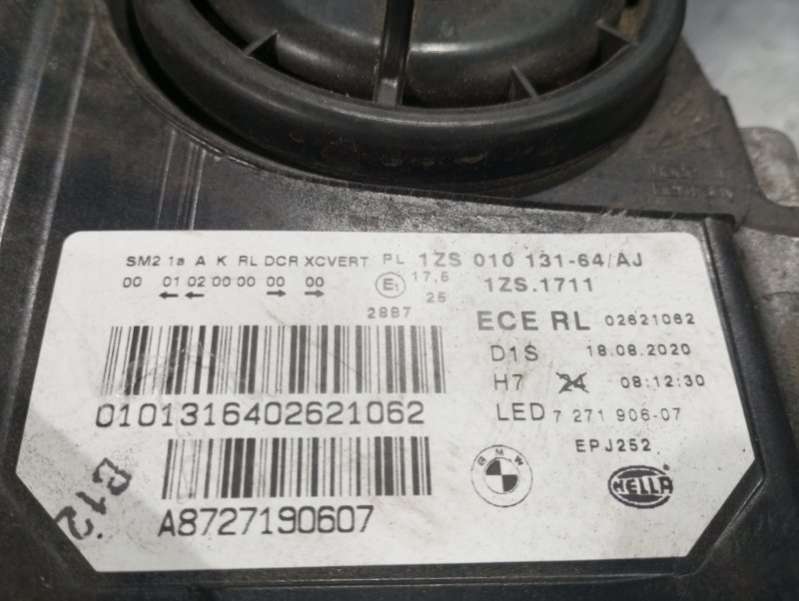 SM2 1a A K RL DCR XCVERT PL 1ZS 010 131-64/AJ
00 01 02 00 00 00 00 E1 17,5 1ZS.1711
25
2887 ECE RL 02621062
D1S 18.08.2020
H7 24 08:12:30
LED 7 271 906-07
EPJ252
0101316402621062
BMW
HELLA
A8727190607
C12